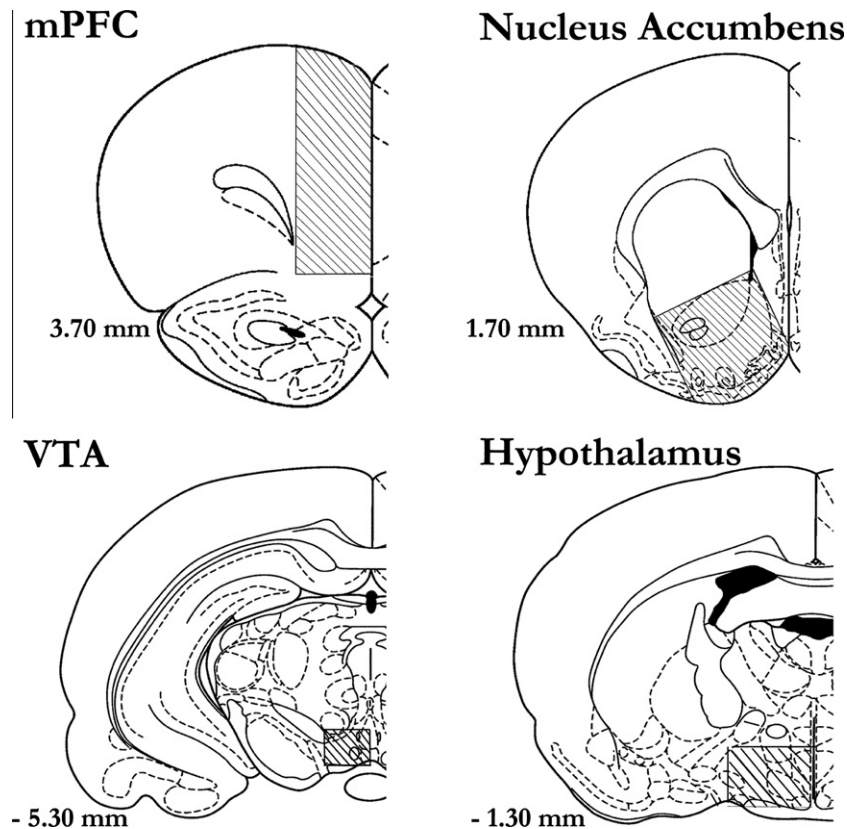 mPFC
Nucleus Accumbens
3.70 mm
1.70 mm
VTA
Hypothalamus
- 5.30 mm
- 1.30 mm